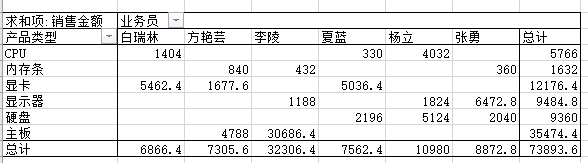 求和项:销售金额 业务员
产品类型 白瑞林 方艳芸 李陵 夏蓝 杨立 张勇 总计
CPU 1404 330 4032 5766
内存条 840 432 360 1632
显卡 5462.4 1677.6 5036.4 12176.4
显示器 1188 1824 6472.8 9484.8
硬盘 2196 5124 2040 9360
主板 4788 30686.4 35474.4
总计 6866.4 7305.6 32306.4 7562.4 10980 8872.8 73893.6